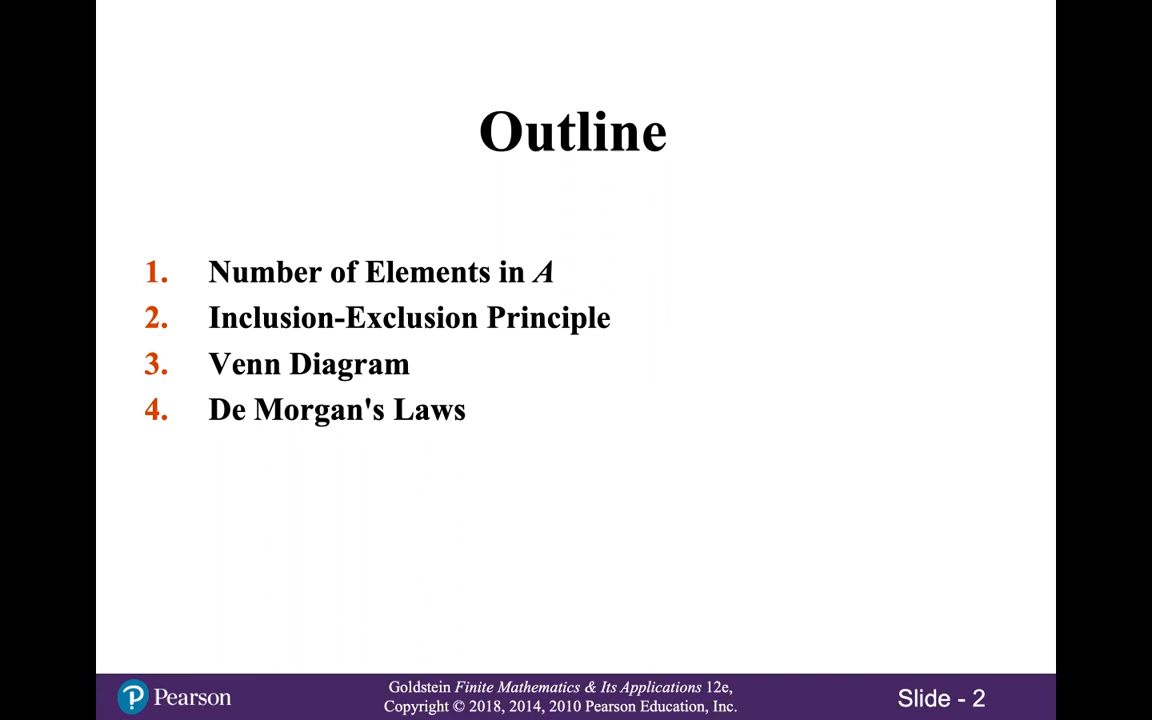 Outline
1. Number of Elements in A
2. Inclusion-Exclusion Principle
3. Venn Diagram
4. De Morgan's Laws
Pearson
Goldstein Finite Mathematics & Its Applications 12e,
Copyright © 2018, 2014, 2010 Pearson Education, Inc.
Slide - 2